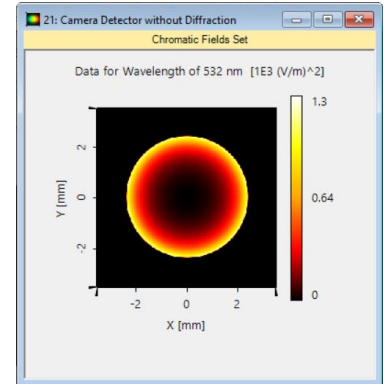 21: Camera Detector without Diffraction
Chromatic Fields Set
Data for Wavelength of 532 nm [1E3 (V/m)^2]
1.3
0.64
0
Y [mm]
2
0
-2
-2 0 2
X [mm]